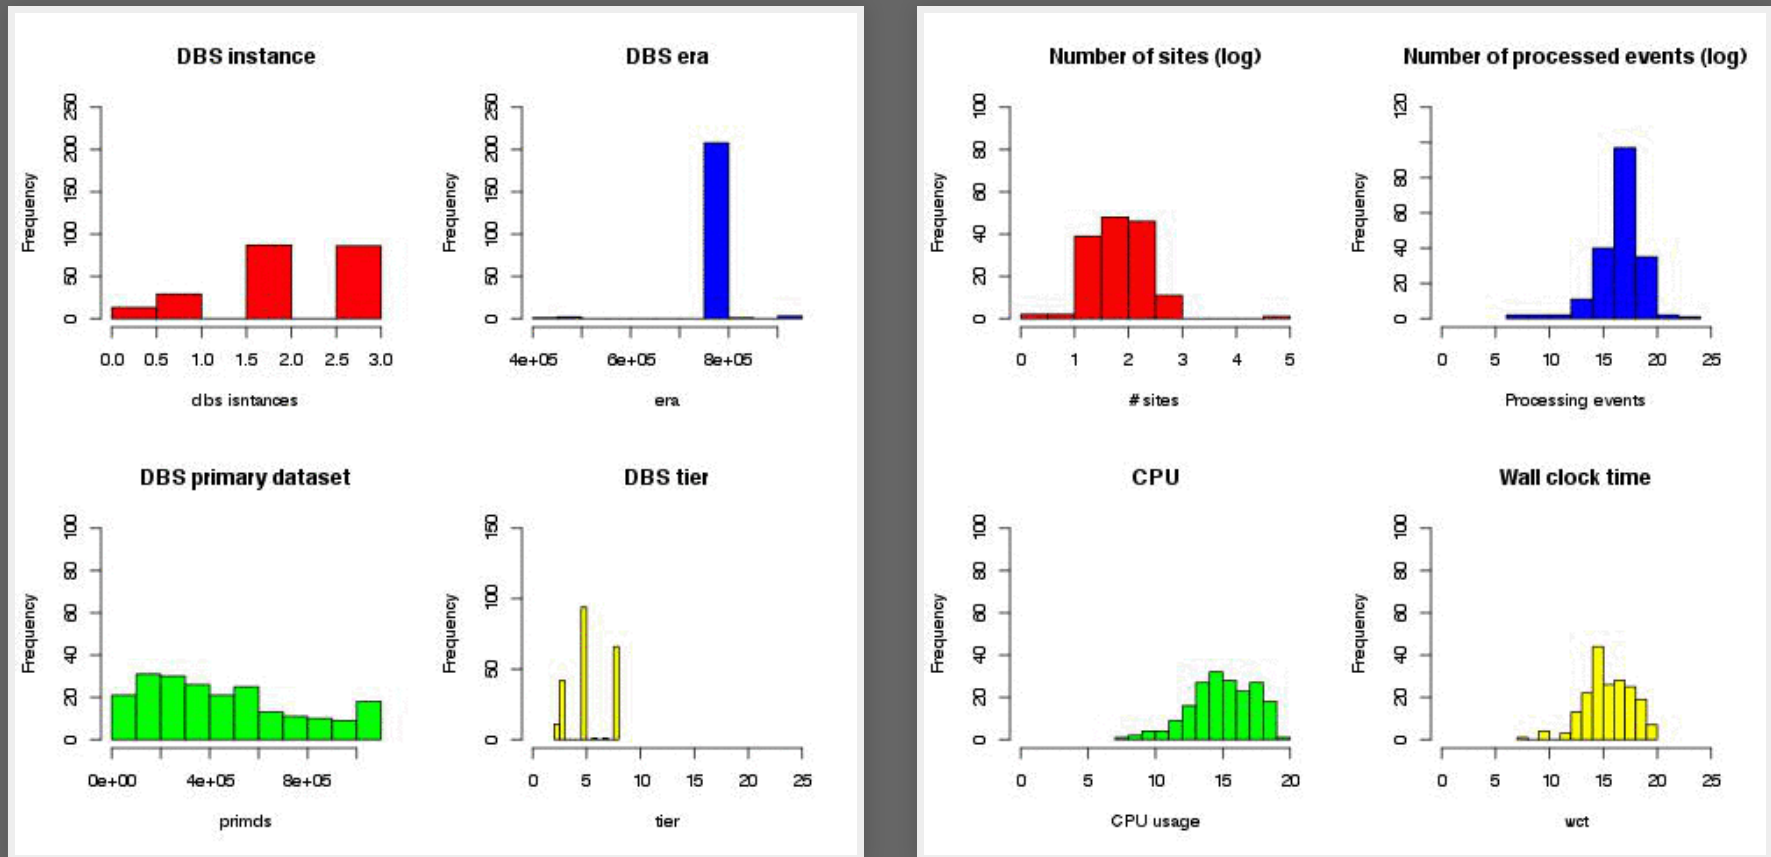 DBS instance
Frequency
0 50 100 150 200 250
0.0 0.5 1.0 1.5 2.0 2.5 3.0
dbs isntances
DBS era
Frequency
0 50 100 150 200 250
4e+05 6e+05 8e+05
era
DBS primary dataset
Frequency
0 20 40 60 80 100
0e+00 4e+05 8e+05
primds
DBS tier
Frequency
0 50 100 150
0 5 10 15 20 25
tier
Number of sites (log)
Frequency
0 20 40 60 80 100
0 1 2 3 4 5
# sites
Number of processed events (log)
Frequency
0 20 40 60 80 120
0 5 10 15 20 25
Processing events
CPU
Frequency
0 20 40 60 80 100
0 5 10 15 20
CPU usage
Wall clock time
Frequency
0 20 40 60 80 100
0 5 10 15 20 25
wct